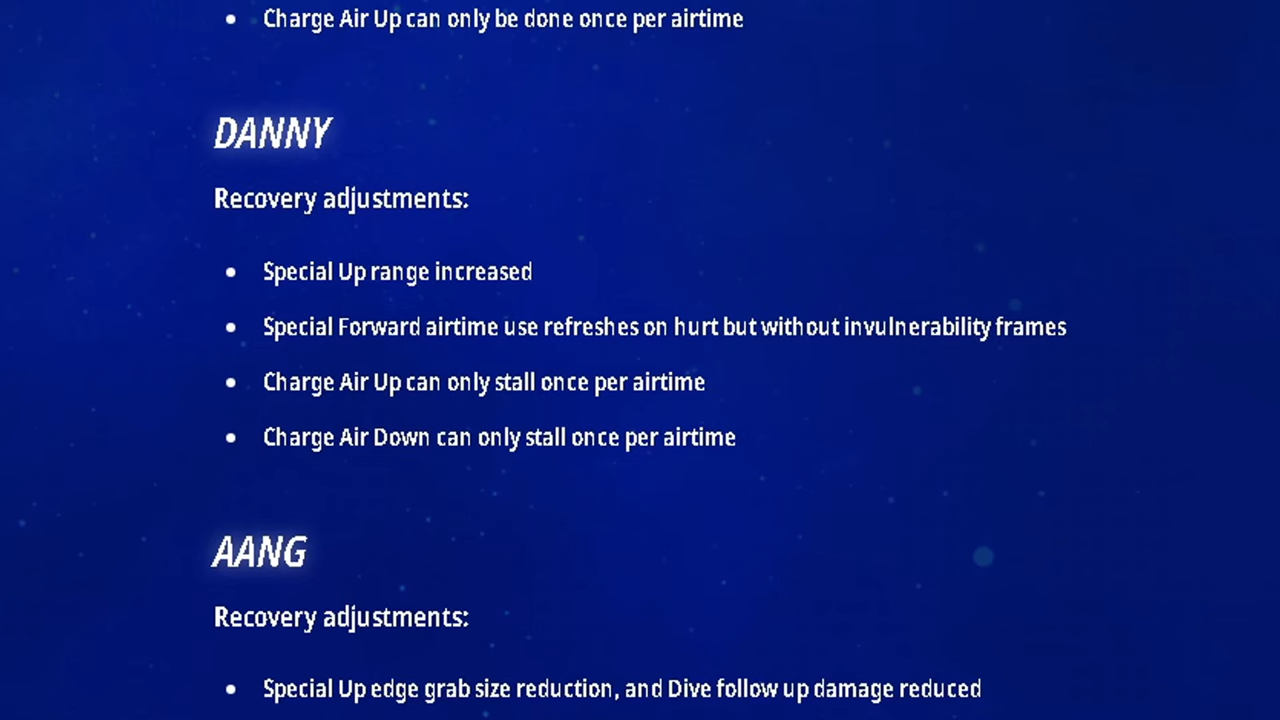 • Charge Air Up can only be done once per airtime
DANNY
Recovery adjustments:
• Special Up range increased
• Special Forward airtime use refreshes on hurt but without invulnerability frames
• Charge Air Up can only stall once per airtime
• Charge Air Down can only stall once per airtime
AANG
Recovery adjustments:
• Special Up edge grab size reduction, and Dive follow up damage reduced